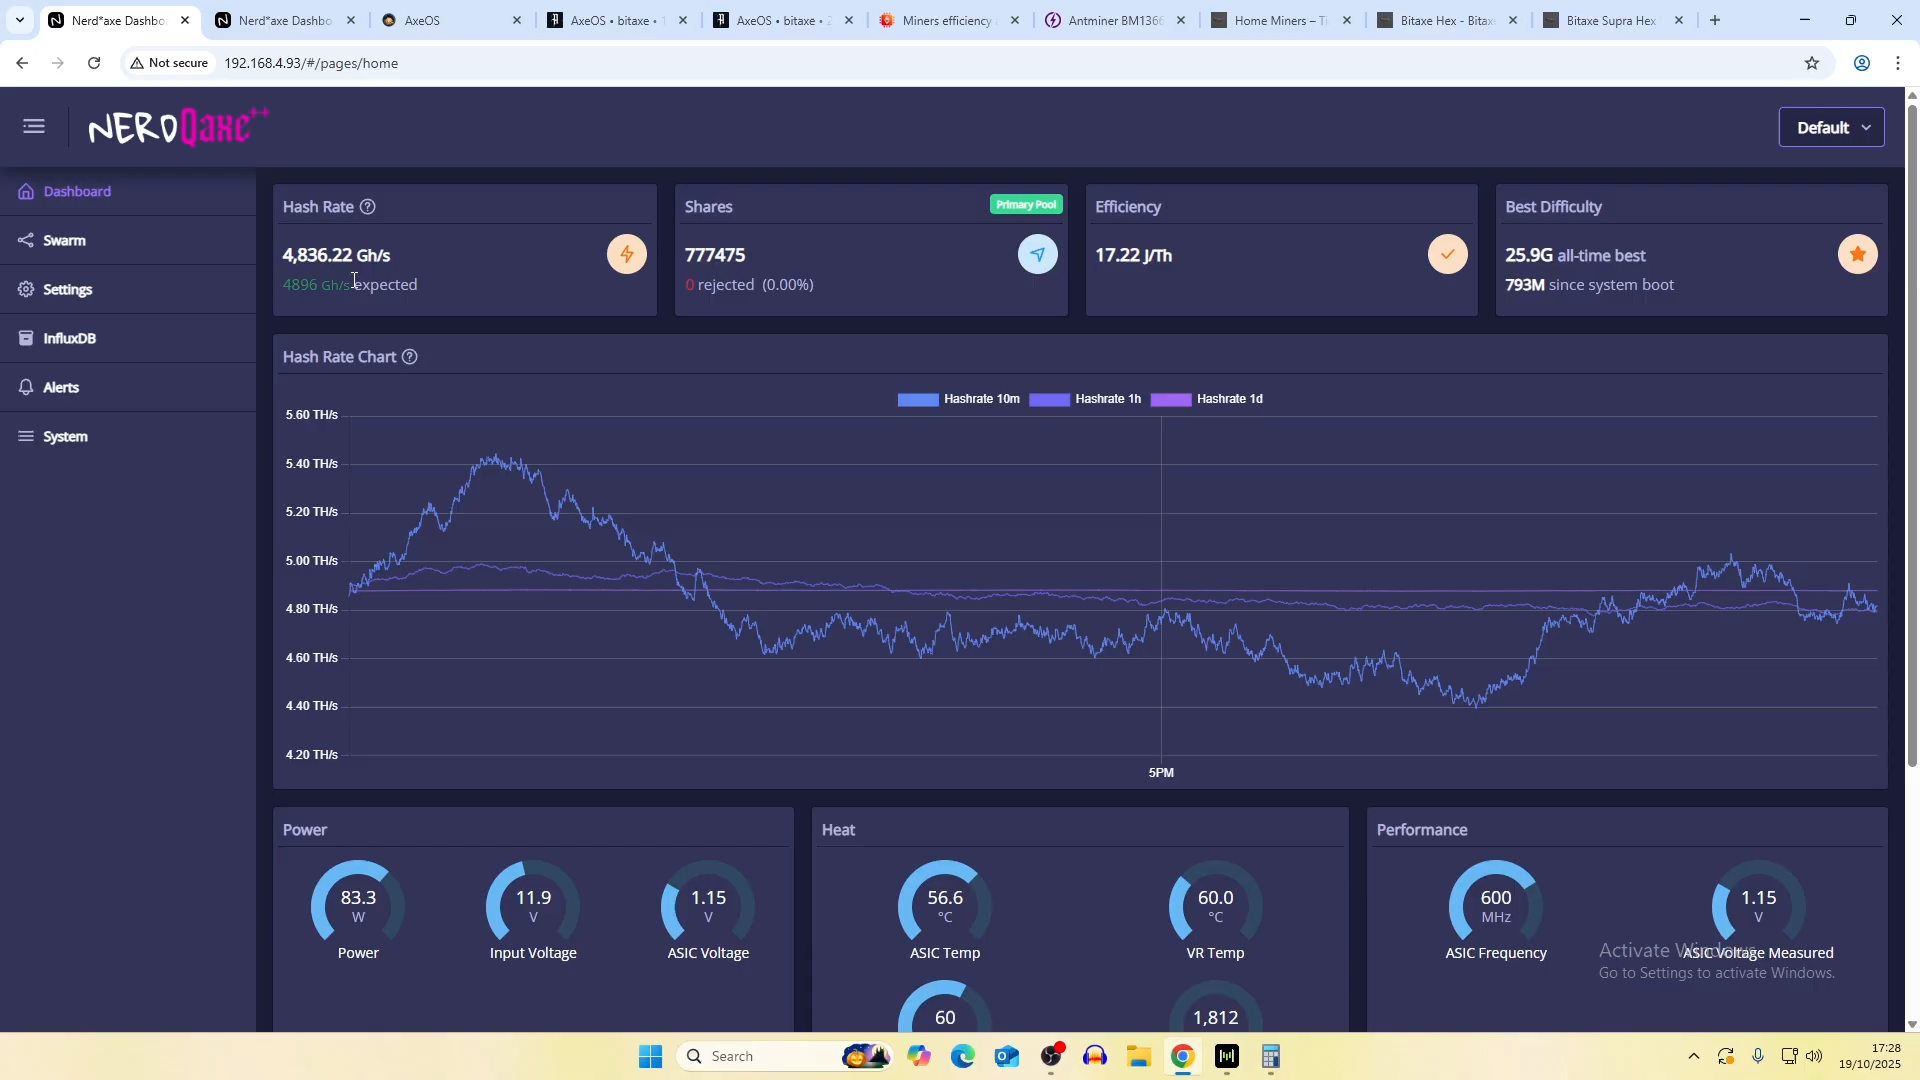 Nerd*axe Dashbo
Nerd*axe Dashbo
AxeOS
AxeOS • bitaxe •
AxeOS • bitaxe •
Miners efficiency
Antminer BM1366
Home Miners –
Bitaxe Hex - Bitax
Bitaxe Supra Hex
Not secure
192.168.4.93/#/pages/home
NERDQaxe++
Default
Dashboard
Swarm
Settings
InfluxDB
Alerts
System
Hash Rate
4,836.22 Gh/s
4896 Gh/s expected
Shares
Primary Pool
777475
0 rejected (0.00%)
Efficiency
17.22 J/Th
Best Difficulty
25.9G all-time best
793M since system boot
Hash Rate Chart
Hashrate 10m Hashrate 1h Hashrate 1d
5.60 TH/s
5.40 TH/s
5.20 TH/s
5.00 TH/s
4.80 TH/s
4.60 TH/s
4.40 TH/s
4.20 TH/s
5PM
Power
83.3
W
Power
11.9
V
Input Voltage
1.15
V
ASIC Voltage
Heat
56.6
°C
ASIC Temp
60.0
°C
VR Temp
60
1,812
Performance
600
MHz
ASIC Frequency
1.15
V
ASIC Voltage Measured
Activate Windows
Go to Settings to activate Windows.
Search
17:28
19/10/2025